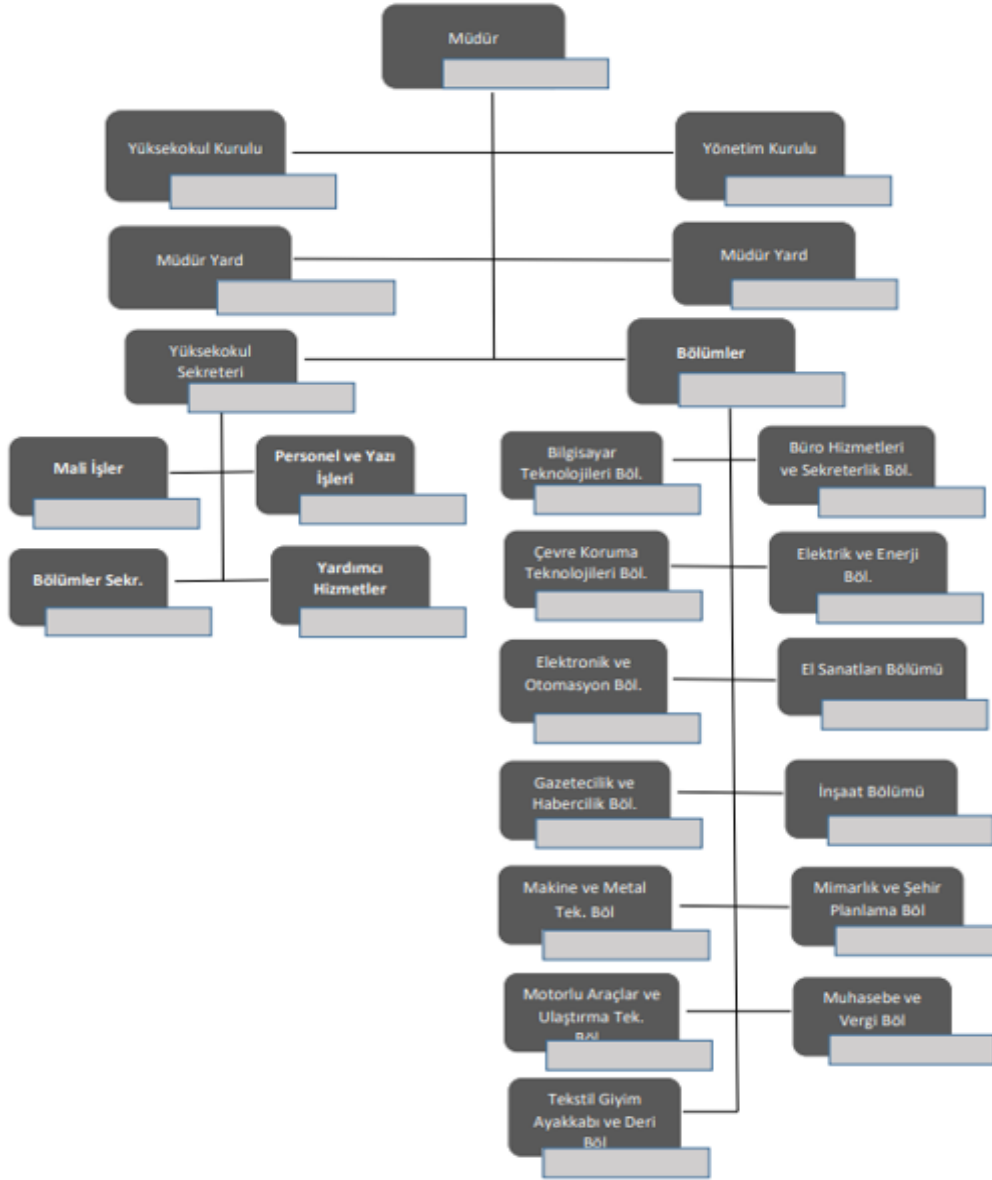 Müdür
Yüksekokul Kurulu
Yönetim Kurulu
Müdür Yard
Müdür Yard
Yüksekokul
Sekreteri
Bölümler
Mali İşler
Personel ve Yazı
İşleri
Bölümler Sekr.
Yardımcı
Hizmetler
Bilgisayar
Teknolojileri Böl.
Büro Hizmetleri
ve Sekreterlik Böl.
Çevre Koruma
Teknolojileri Böl.
Elektrik ve Enerji
Böl.
Elektronik ve
Otomasyon Böl.
El Sanatları Bölümü
Gazetecilik ve
Habercilik Böl.
İnşaat Bölümü
Makine ve Metal
Tek. Böl
Mimarlık ve Şehir
Planlama Böl
Motorlu Araçlar ve
Ulaştırma Tek.
Böl
Muhasebe ve
Vergi Böl
Tekstil Giyim
Ayakkabı ve Deri
Böl